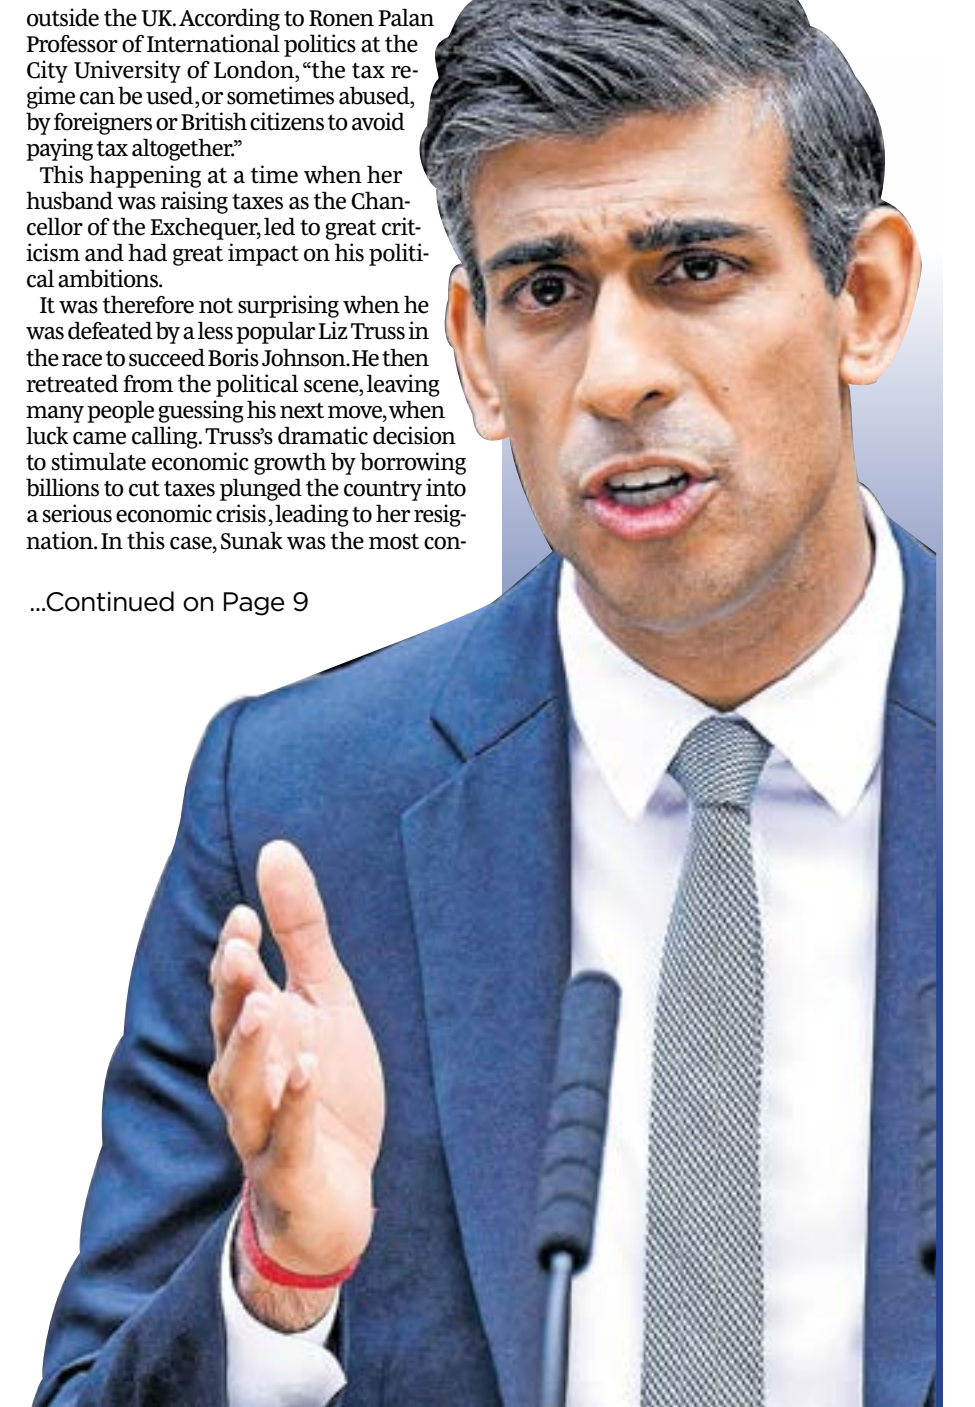 outside the UK. According to Ronen Palan
Professor of International politics at the
City University of London, “the tax re-
gime can be used, or sometimes abused,
by foreigners or British citizens to avoid
paying tax altogether.”
This happening at a time when her
husband was raising taxes as the Chan-
cellor of the Exchequer, led to great crit-
icism and had great impact on his politi-
cal ambitions.
It was therefore not surprising when he
was defeated by a less popular Liz Truss in
the race to succeed Boris Johnson. He then
retreated from the political scene, leaving
many people guessing his next move, when
luck came calling. Truss’s dramatic decision
to stimulate economic growth by borrowing
billions to cut taxes plunged the country into
a serious economic crisis, leading to her resig-
nation. In this case, Sunak was the most con-
...Continued on Page 9